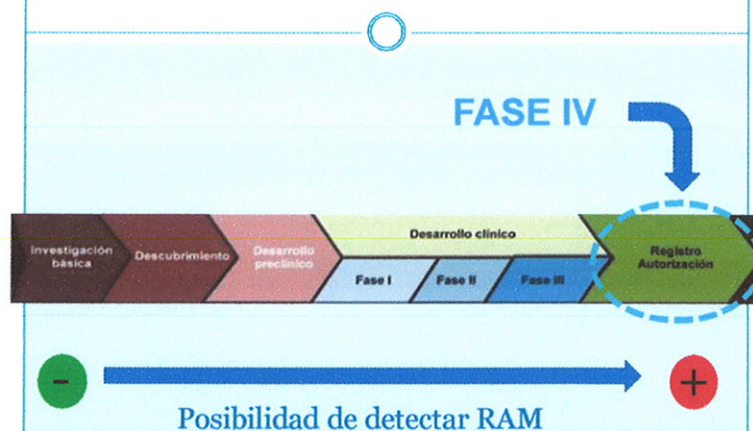 FASE IV
Investigación
básica
Descubrimiento
Desarrollo
preclínico
Desarrollo clínico
Fase I
Fase II
Fase III
Registro
Autorización
-
+
Posibilidad de detectar RAM